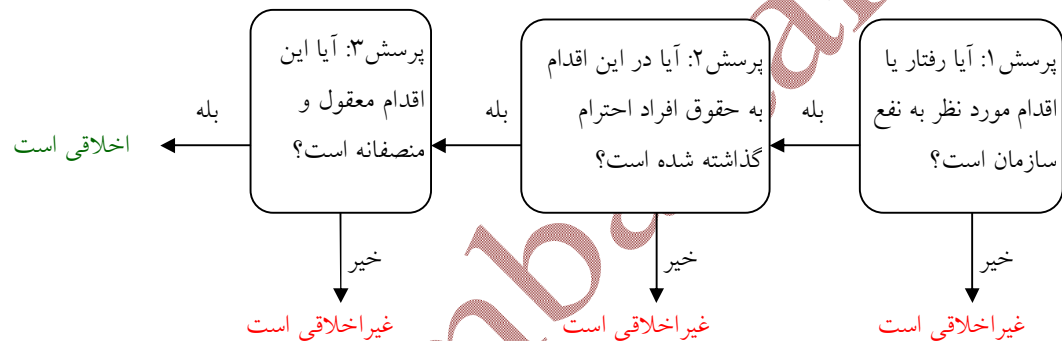 پرسش۱: آیا رفتار یا
اقدام مورد نظر به نفع
سازمان است؟
بله
خیر
غیراخلاقی است
پرسش۲: آیا در این اقدام
به حقوق افراد احترام
گذاشته شده است؟
بله
خیر
غیراخلاقی است
پرسش۳: آیا این
اقدام معقول و
منصفانه است؟
بله
خیر
غیراخلاقی است
اخلاقی است